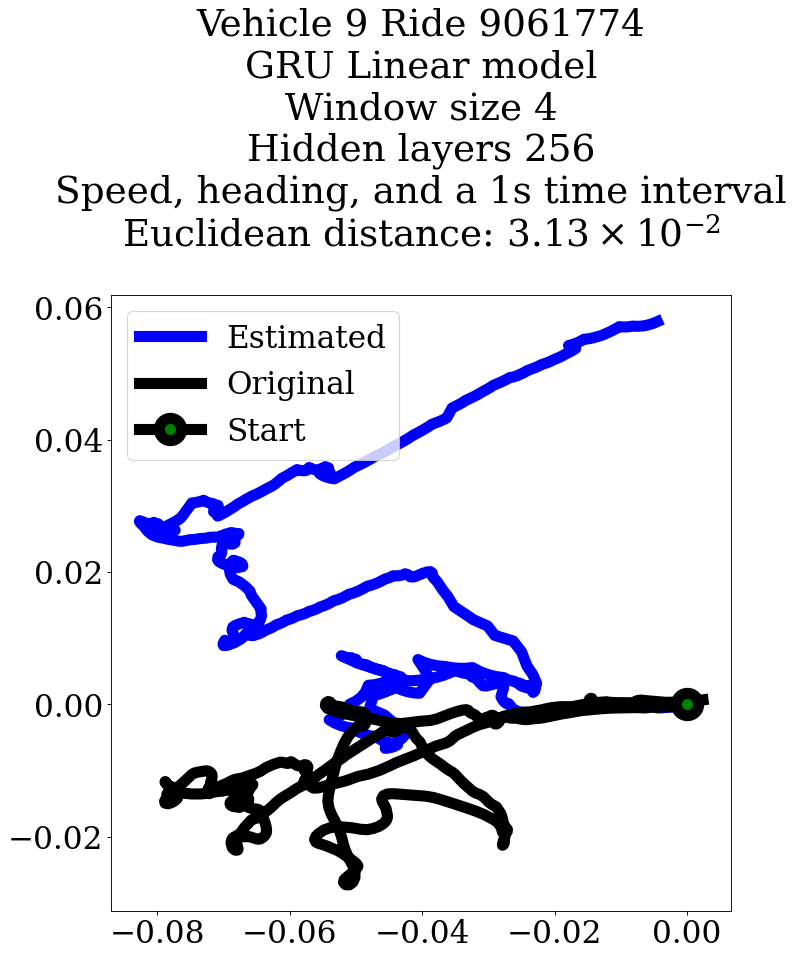 Vehicle 9 Ride 9061774
GRU Linear model
Window size 4
Hidden layers 256
Speed, heading, and a 1s time interval
Euclidean distance: 3.13 × 10⁻²
Estimated
Original
Start
0.06
0.04
0.02
0.00
−0.02
−0.08 −0.06 −0.04 −0.02 0.00